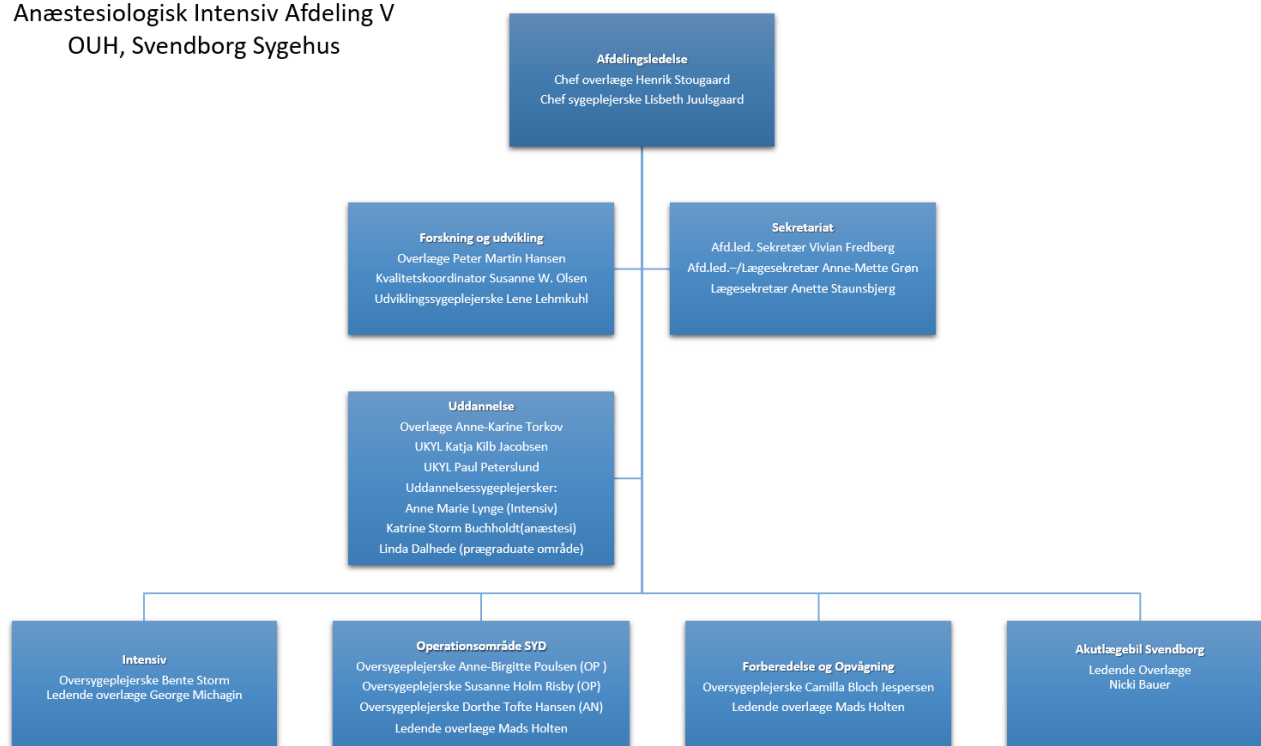 Anæstesiologisk Intensiv Afdeling V
OUH, Svendborg Sygehus
Afdelingsledelse
Chef overlæge Henrik Stougaard
Chef sygeplejerske Lisbeth Juulsgaard
Forskning og udvikling
Overlæge Peter Martin Hansen
Kvalitetskoordinator Susanne W. Olsen
Udviklingssygeplejerske Lene Lehmkuhl
Sekretariat
Afd.led. Sekretær Vivian Fredberg
Afd.led.–/Lægesekretær Anne-Mette Grøn
Lægesekretær Anette Staunsbjerg
Uddannelse
Overlæge Anne-Karine Torkov
UKYL Katja Kilb Jacobsen
UKYL Paul Peterslund
Uddannelsessygeplejersker:
Anne Marie Lynge (Intensiv)
Katrine Storm Buchholdt(anæstesi)
Linda Dalhede (prægraduate område)
Intensiv
Oversygeplejerske Bente Storm
Ledende overlæge George Michagin
Operationsområde SYD
Oversygeplejerske Anne-Birgitte Poulsen (OP )
Oversygeplejerske Susanne Holm Risby (OP)
Oversygeplejerske Dorthe Tofte Hansen (AN)
Ledende overlæge Mads Holten
Forberedelse og Opvågning
Oversygeplejerske Camilla Bloch Jespersen
Ledende overlæge Mads Holten
Akutlægebil Svendborg
Ledende Overlæge
Nicki Bauer